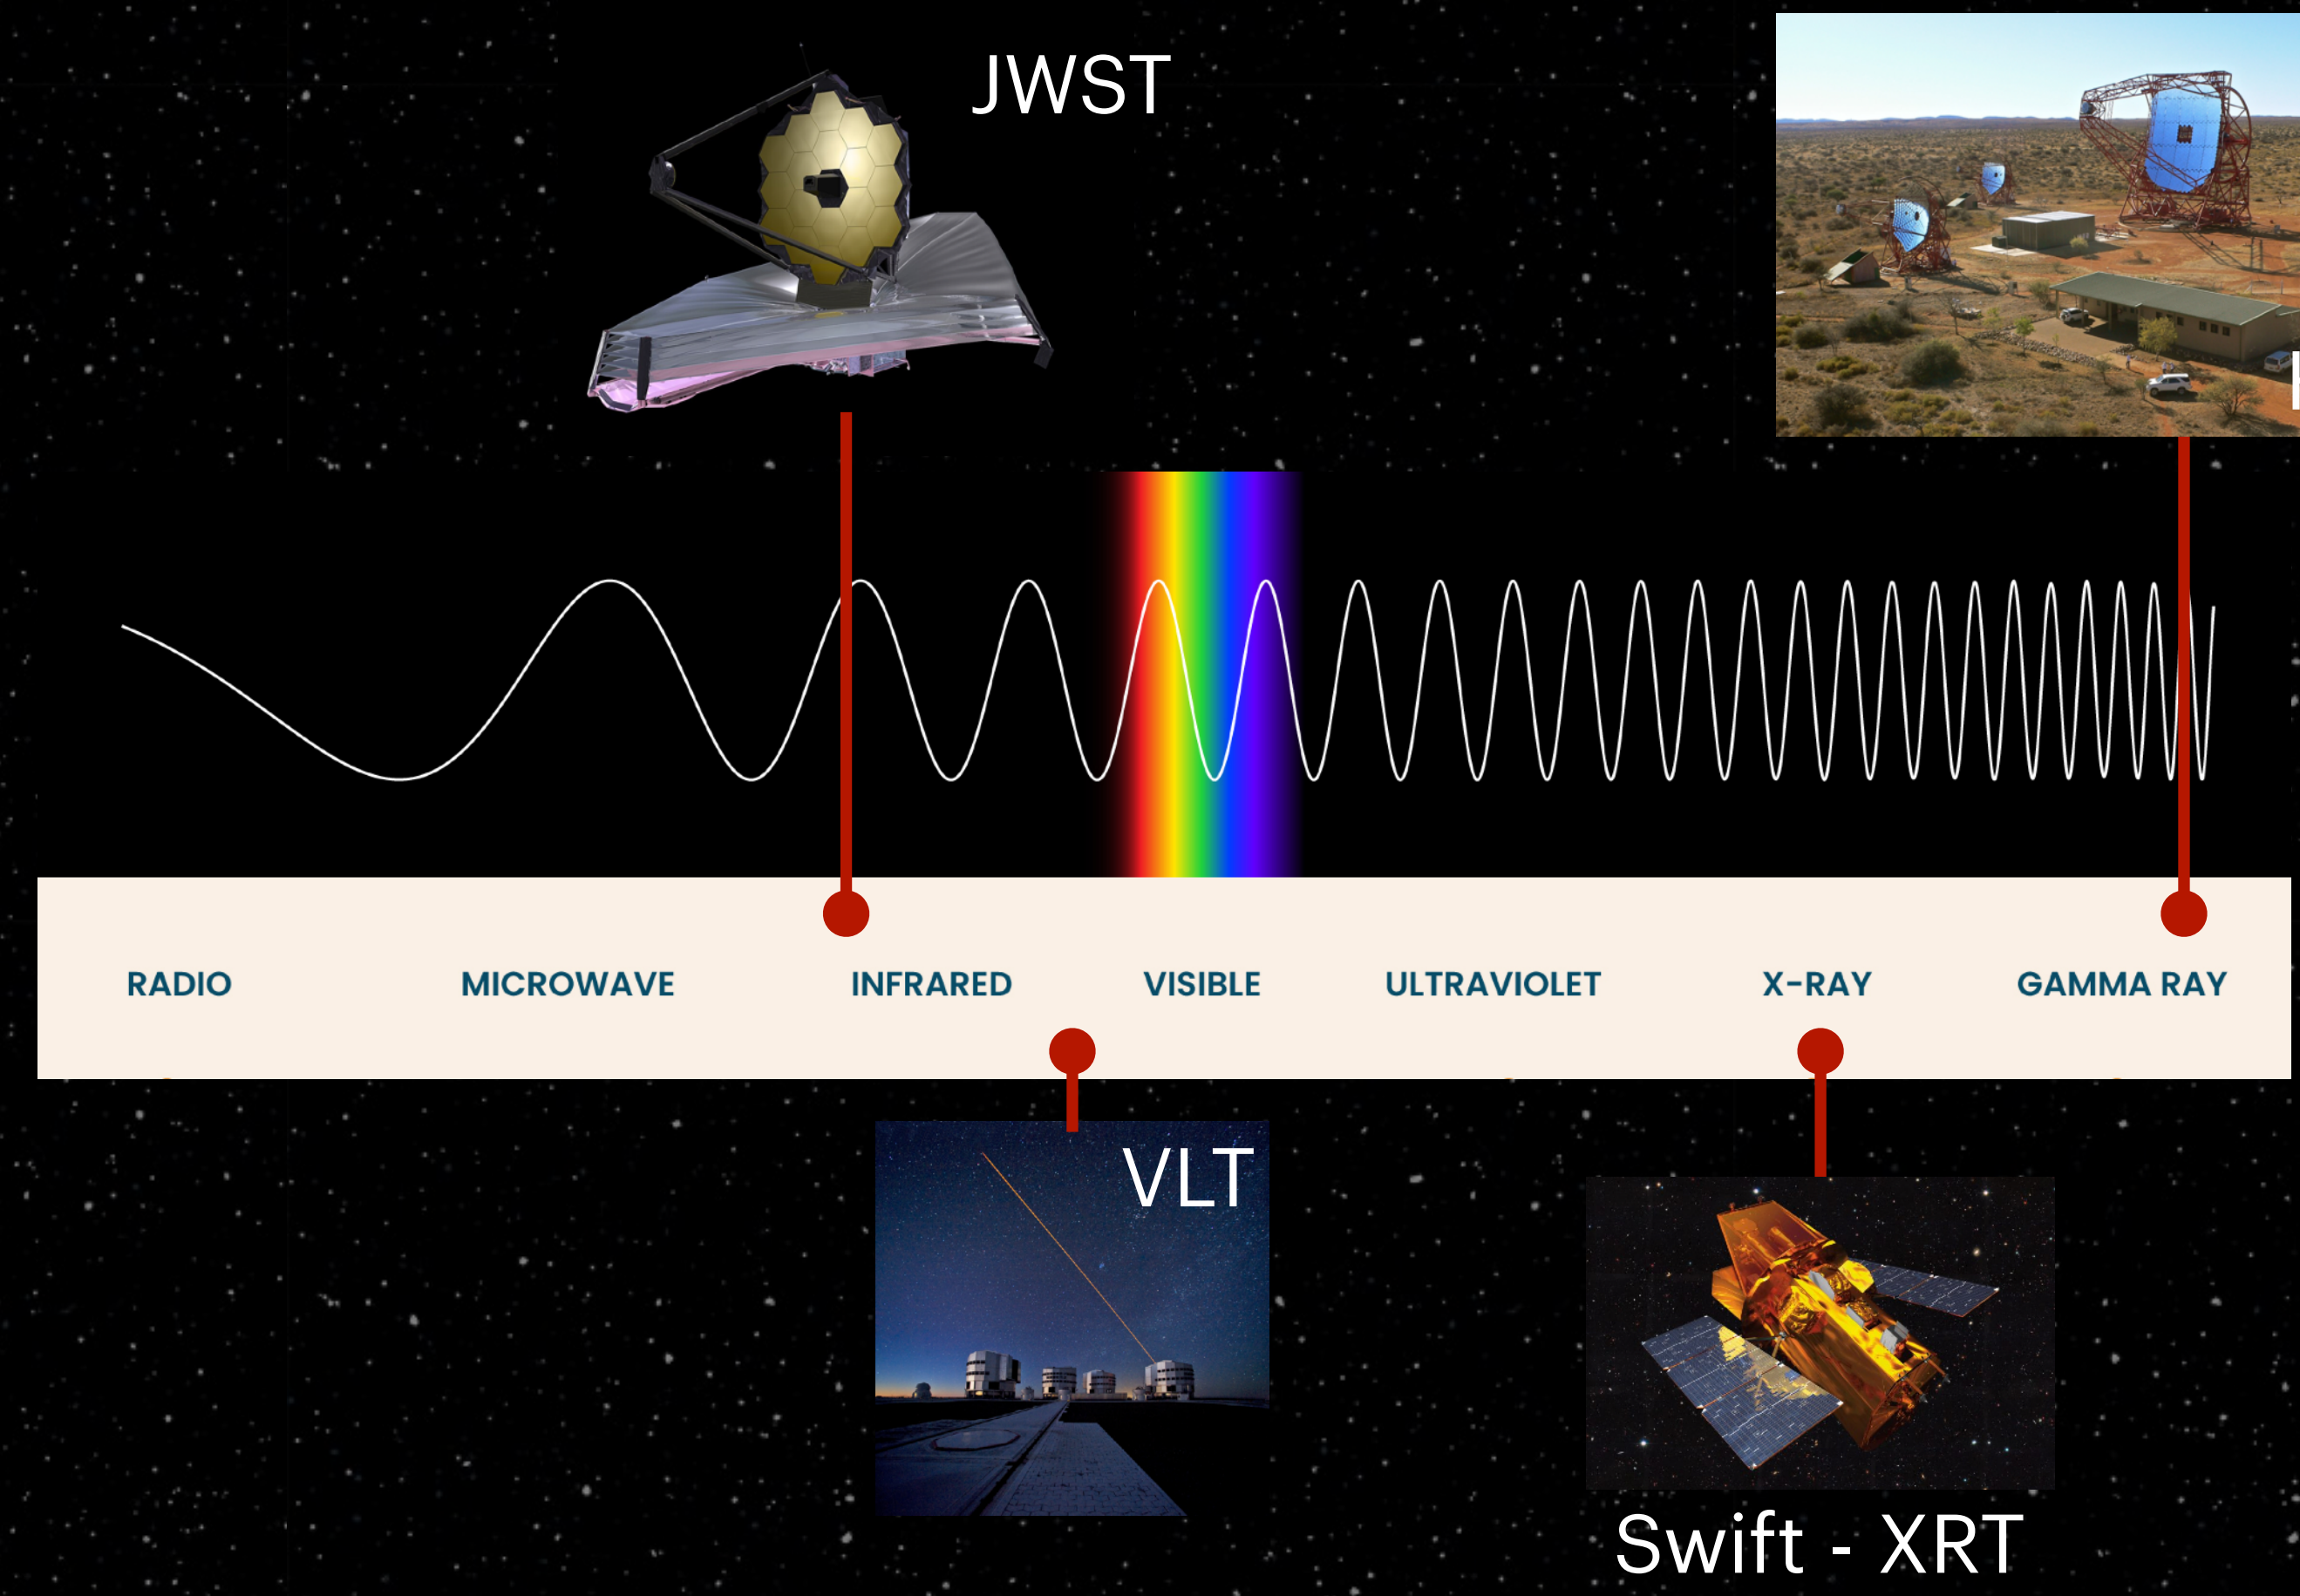 JWST
RADIO MICROWAVE INFRARED VISIBLE ULTRAVIOLET X-RAY GAMMA RAY
VLT
Swift - XRT